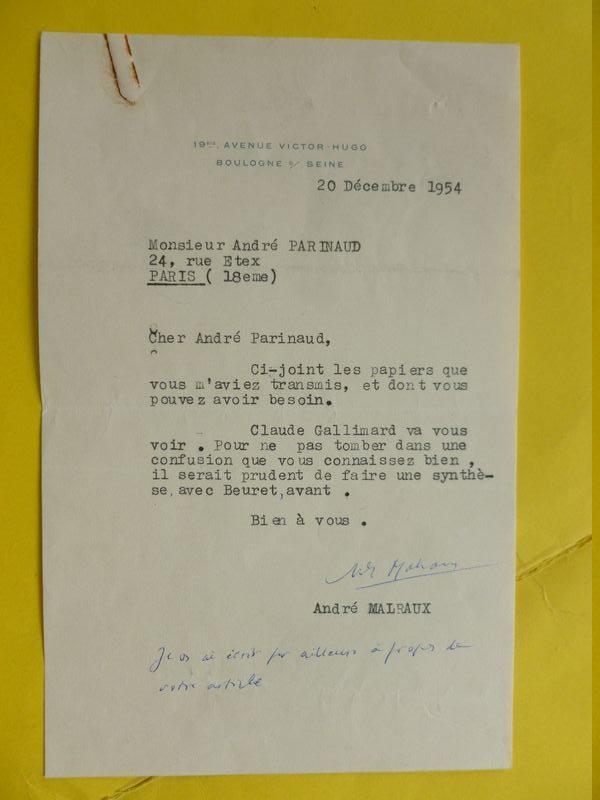 19BIS, AVENUE VICTOR-HUGO
BOULOGNE S/ SEINE
20 Décembre 1954
Monsieur André PARINAUD
24, rue Etex
PARIS ( 18eme)
Cher André Parinaud,
Ci-joint les papiers que
vous m'aviez transmis, et dont vous
pouvez avoir besoin.
Claude Gallimard va vous
voir . Pour ne pas tomber dans une
confusion que vous connaissez bien ,
il serait prudent de faire une synthè-
se, avec Beuret, avant .
Bien à vous .
André MALRAUX
Je vs ai écrit par ailleurs à propos de
votre article